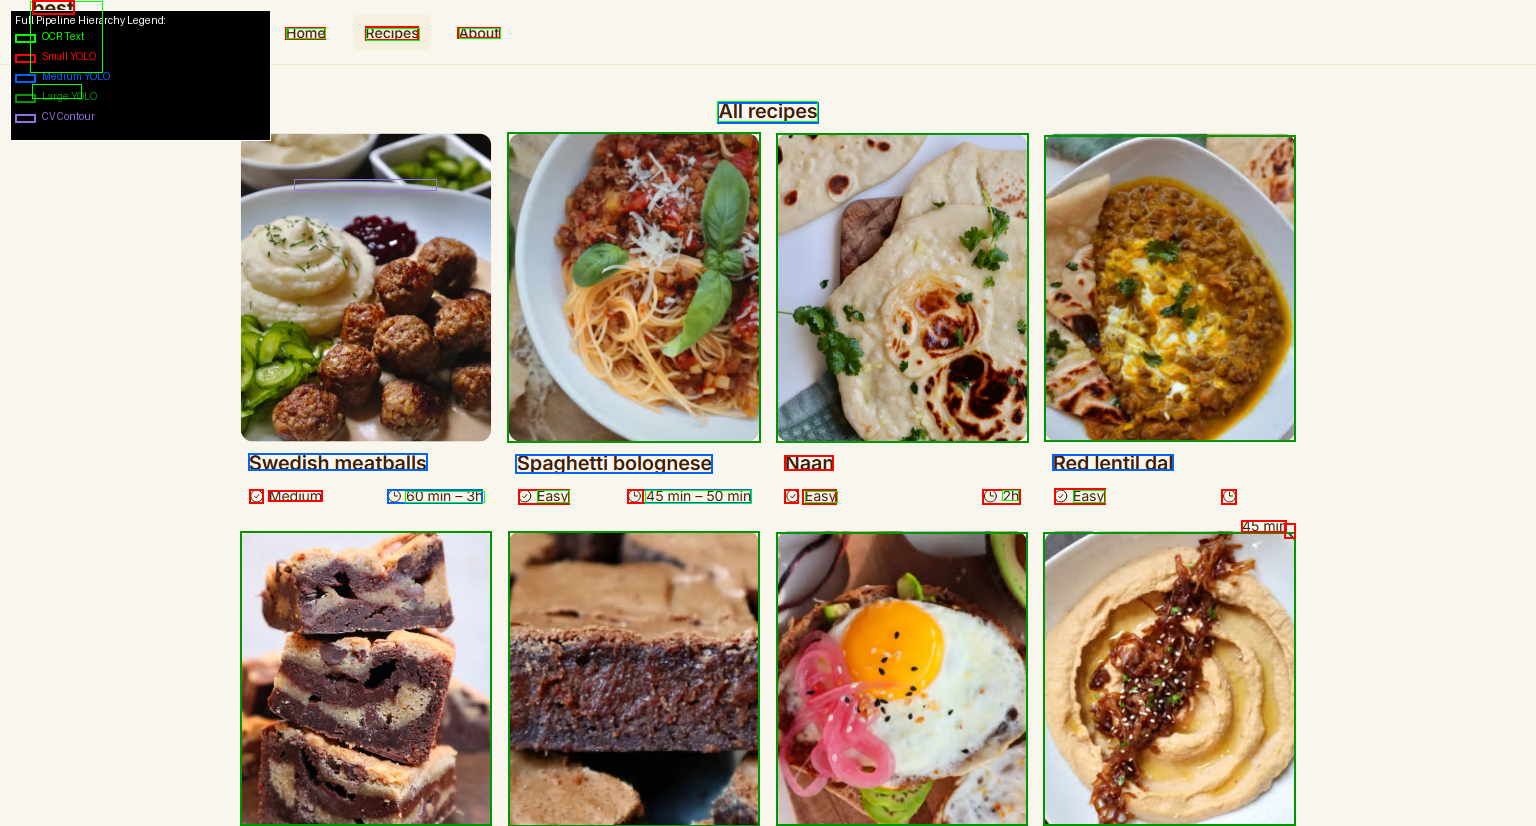 best
Full Pipeline Hierarchy Legend:
OCR Text
Small YOLO
Medium YOLO
Large YOLO
CV Contour
Home Recipes About
All recipes
Swedish meatballs
Medium 60 min – 3h
Spaghetti bolognese
Easy 45 min – 50 min
Naan
Easy 2h
Red lentil dal
Easy
45 min